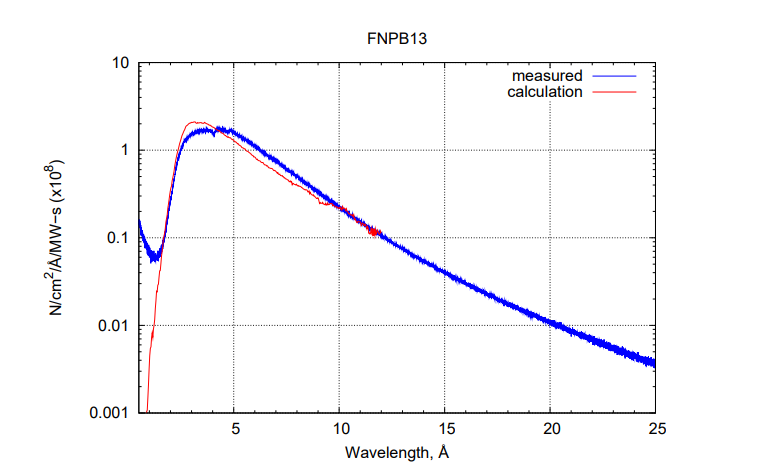 FNPB13
10
1
0.1
0.01
0.001
N/cm²/Å/MW−s (x10⁸)
measured
calculation
5
10
15
20
25
Wavelength, Å